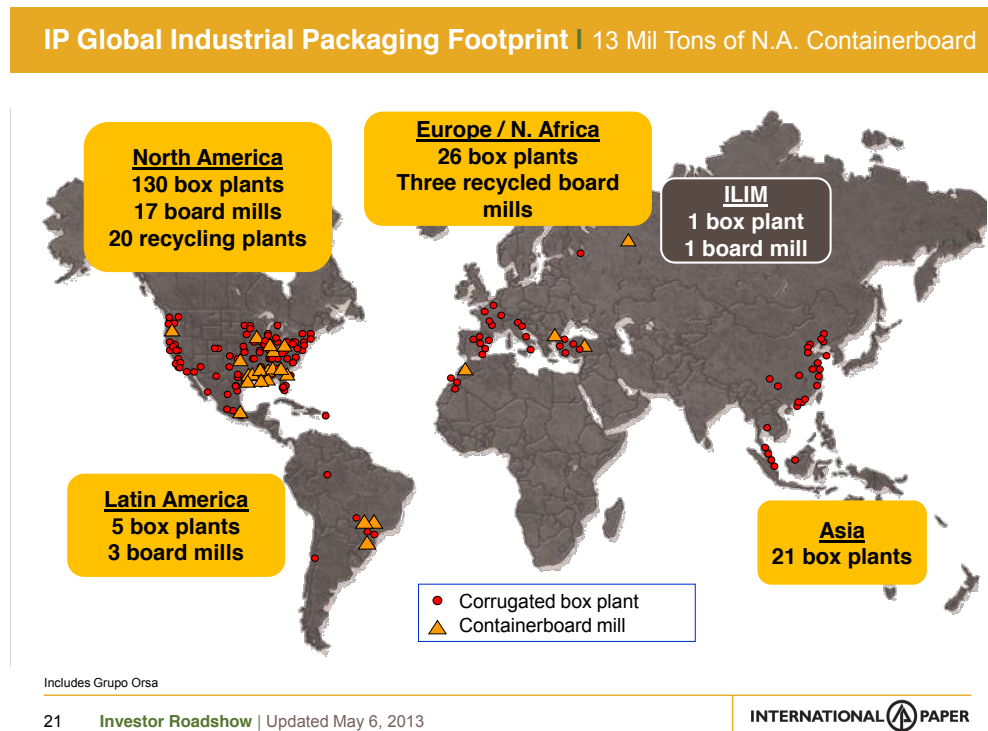 IP Global Industrial Packaging Footprint | 13 Mil Tons of N.A. Containerboard
North America
130 box plants
17 board mills
20 recycling plants
Europe / N. Africa
26 box plants
Three recycled board
mills
ILIM
1 box plant
1 board mill
Latin America
5 box plants
3 board mills
Asia
21 box plants
Corrugated box plant
Containerboard mill
Includes Grupo Orsa
21 Investor Roadshow | Updated May 6, 2013
INTERNATIONAL PAPER